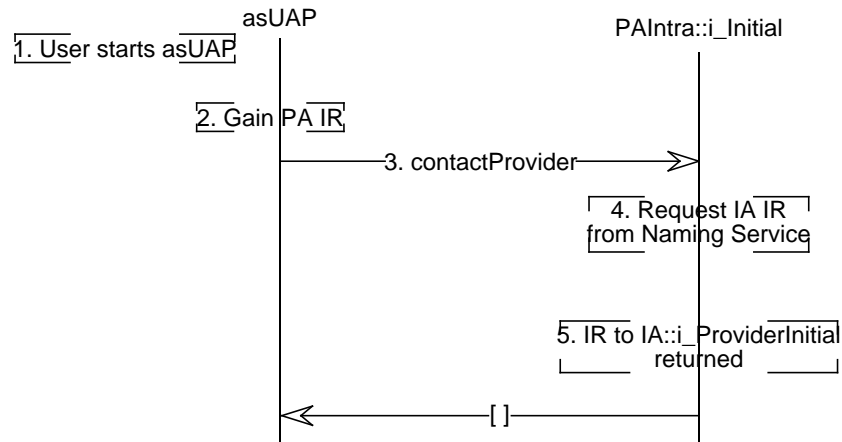 asUAP
PAIntra::i_Initial
1. User starts asUAP
2. Gain PA IR
3. contactProvider
4. Request IA IR
from Naming Service
5. IR to IA::i_ProviderInitial
returned
[ ]